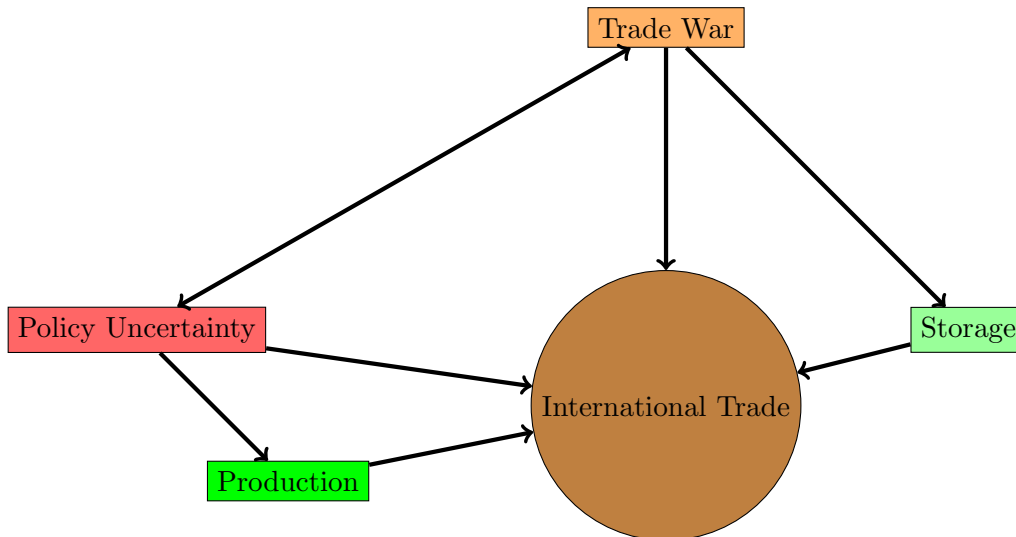 Trade War
Policy Uncertainty
Storage
International Trade
Production